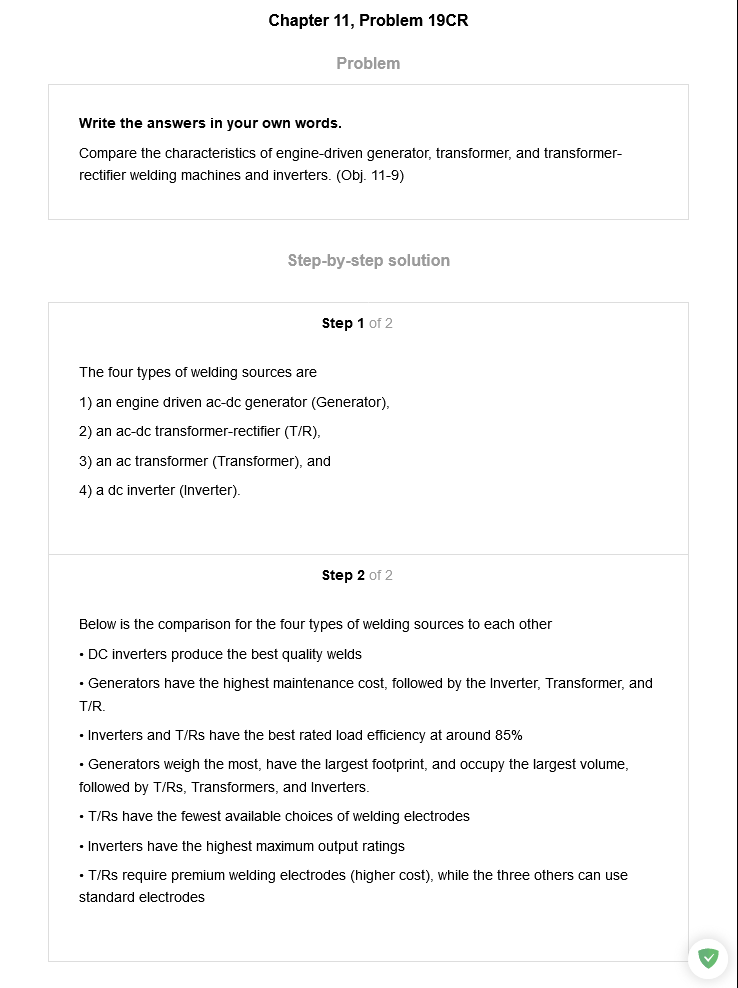 Chapter 11, Problem 19CR
Problem
Write the answers in your own words.
Compare the characteristics of engine-driven generator, transformer, and transformer-
rectifier welding machines and inverters. (Obj. 11-9)
Step-by-step solution
Step 1 of 2
The four types of welding sources are
1) an engine driven ac-dc generator (Generator),
2) an ac-dc transformer-rectifier (T/R),
3) an ac transformer (Transformer), and
4) a dc inverter (Inverter).
Step 2 of 2
Below is the comparison for the four types of welding sources to each other
• DC inverters produce the best quality welds
• Generators have the highest maintenance cost, followed by the Inverter, Transformer, and
T/R.
• Inverters and T/Rs have the best rated load efficiency at around 85%
• Generators weigh the most, have the largest footprint, and occupy the largest volume,
followed by T/Rs, Transformers, and Inverters.
• T/Rs have the fewest available choices of welding electrodes
• Inverters have the highest maximum output ratings
• T/Rs require premium welding electrodes (higher cost), while the three others can use
standard electrodes